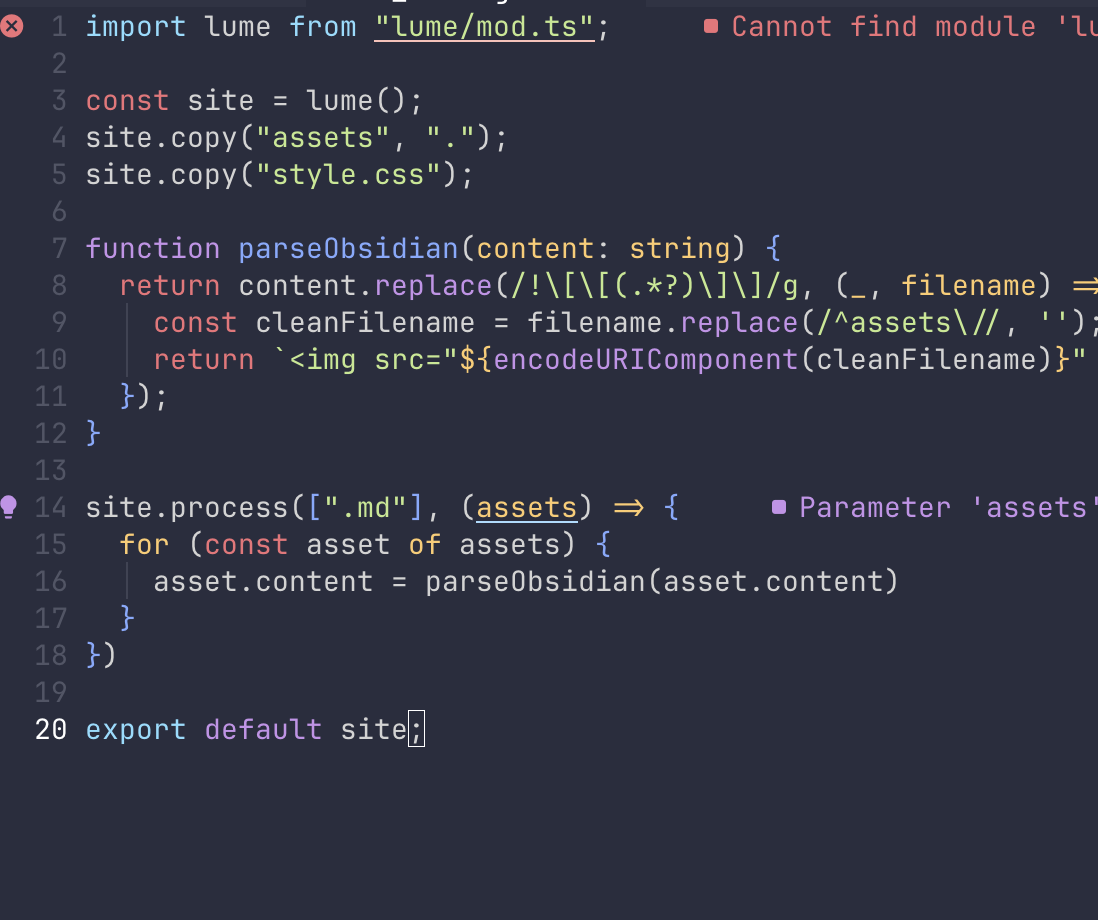 1 import lume from "lume/mod.ts"; ■ Cannot find module 'lu
2
3 const site = lume();
4 site.copy("assets", ".");
5 site.copy("style.css");
6
7 function parseObsidian(content: string) {
8 return content.replace(/!\[\[(.*?)\]\]/g, (_, filename) =>
9 const cleanFilename = filename.replace(/^assets\//, '');
10 return `<img src="${encodeURIComponent(cleanFilename)}"
11 });
12 }
13
14 site.process([".md"], (assets) => { ■ Parameter 'assets'
15 for (const asset of assets) {
16 asset.content = parseObsidian(asset.content)
17 }
18 })
19
20 export default site;